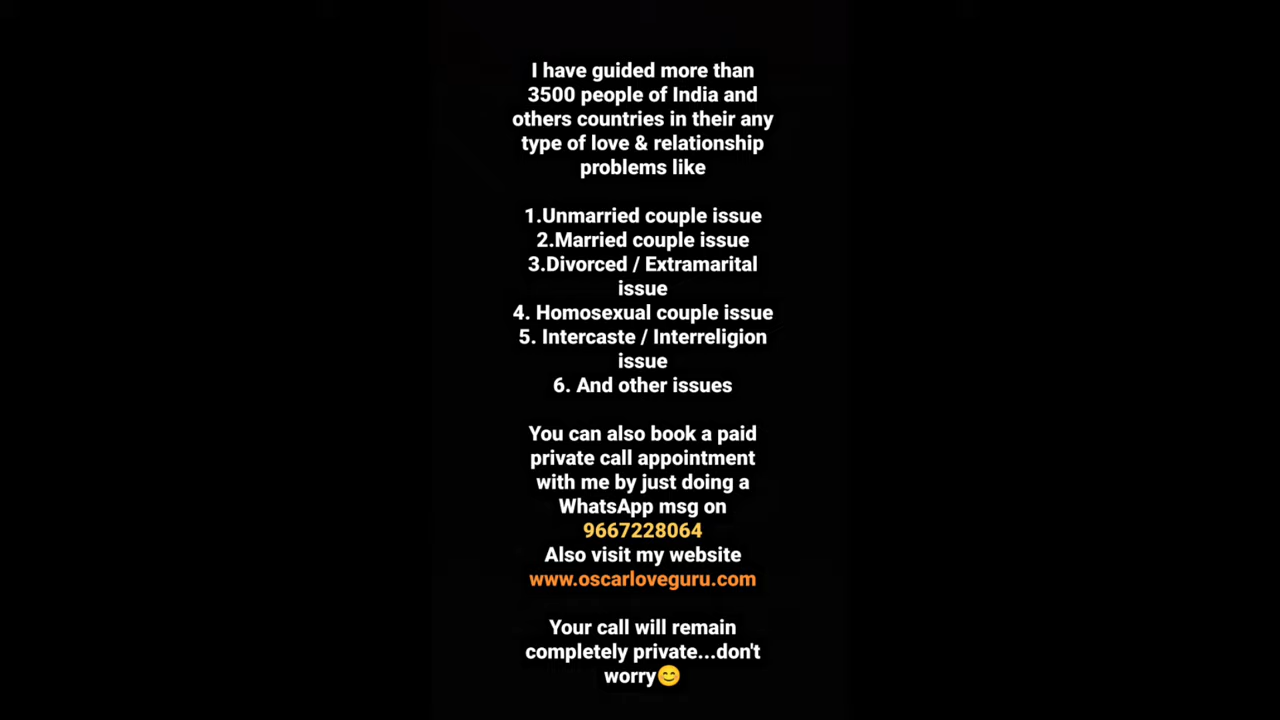 I have guided more than
3500 people of India and
others countries in their any
type of love & relationship
problems like
1.Unmarried couple issue
2.Married couple issue
3.Divorced / Extramarital
issue
4. Homosexual couple issue
5. Intercaste / Interreligion
issue
6. And other issues
You can also book a paid
private call appointment
with me by just doing a
WhatsApp msg on
9667228064
Also visit my website
www.oscarloveguru.com
Your call will remain
completely private...don't
worry😊